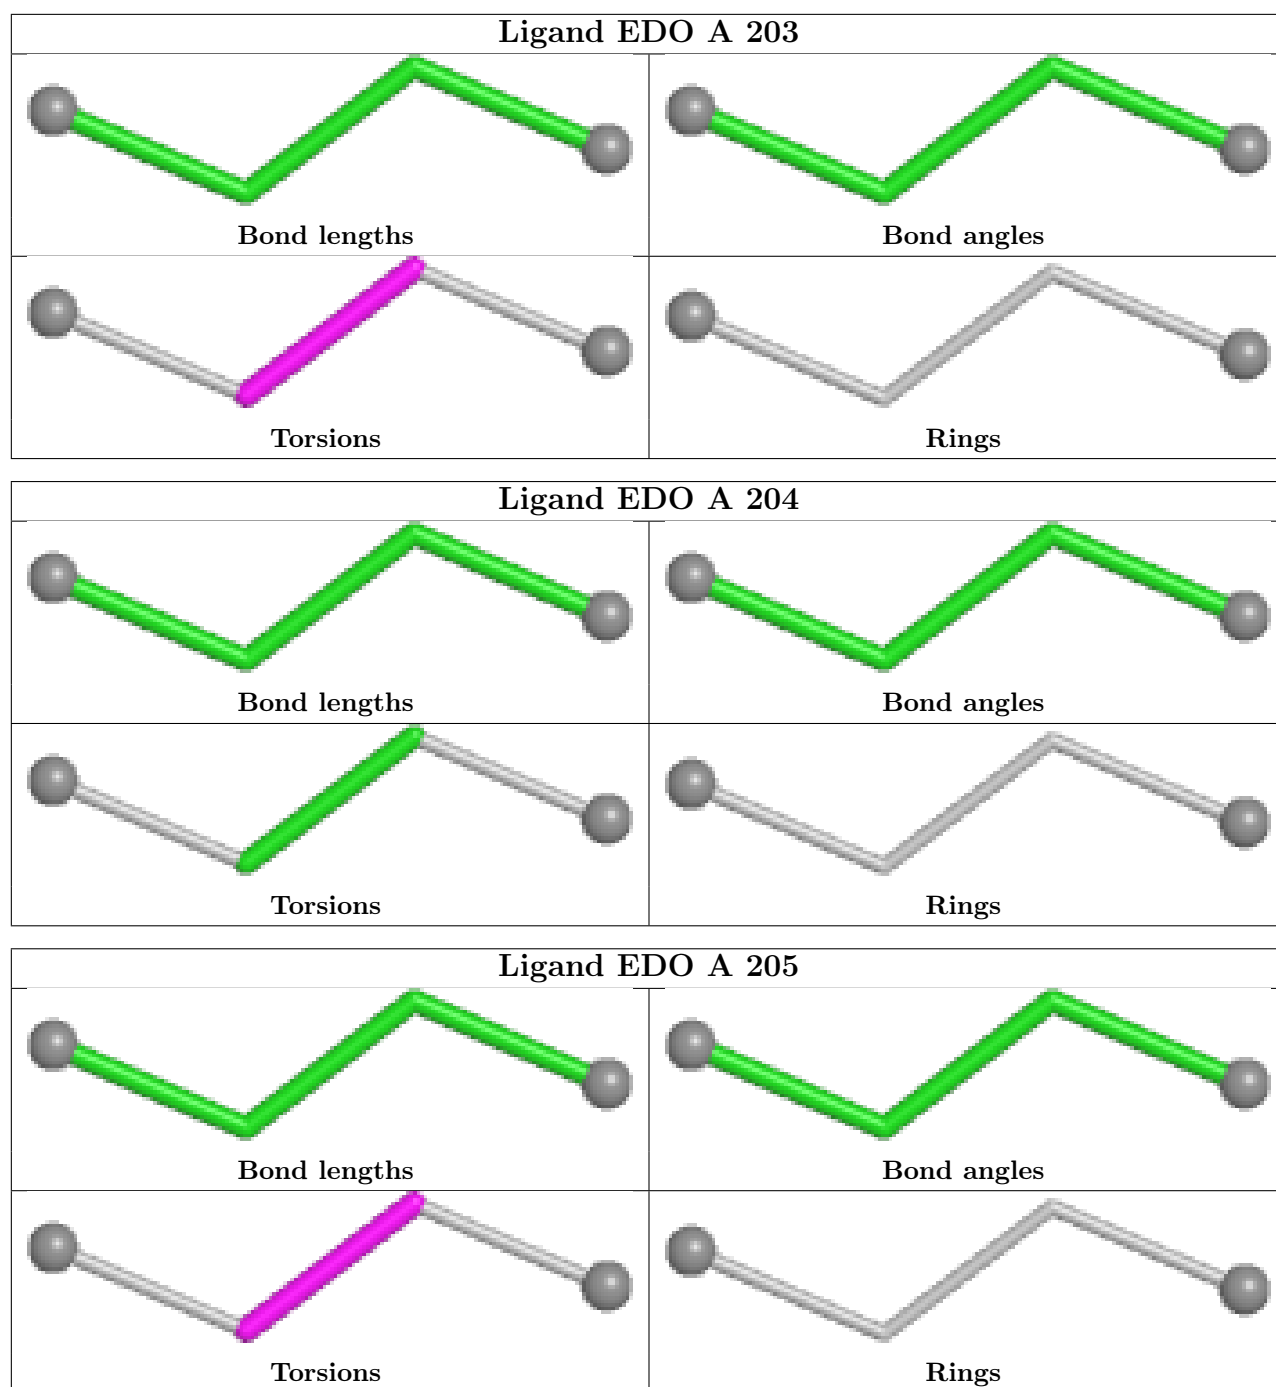 Ligand EDO A 203
Bond lengths
Bond angles
Torsions
Rings
Ligand EDO A 204
Bond lengths
Bond angles
Torsions
Rings
Ligand EDO A 205
Bond lengths
Bond angles
Torsions
Rings